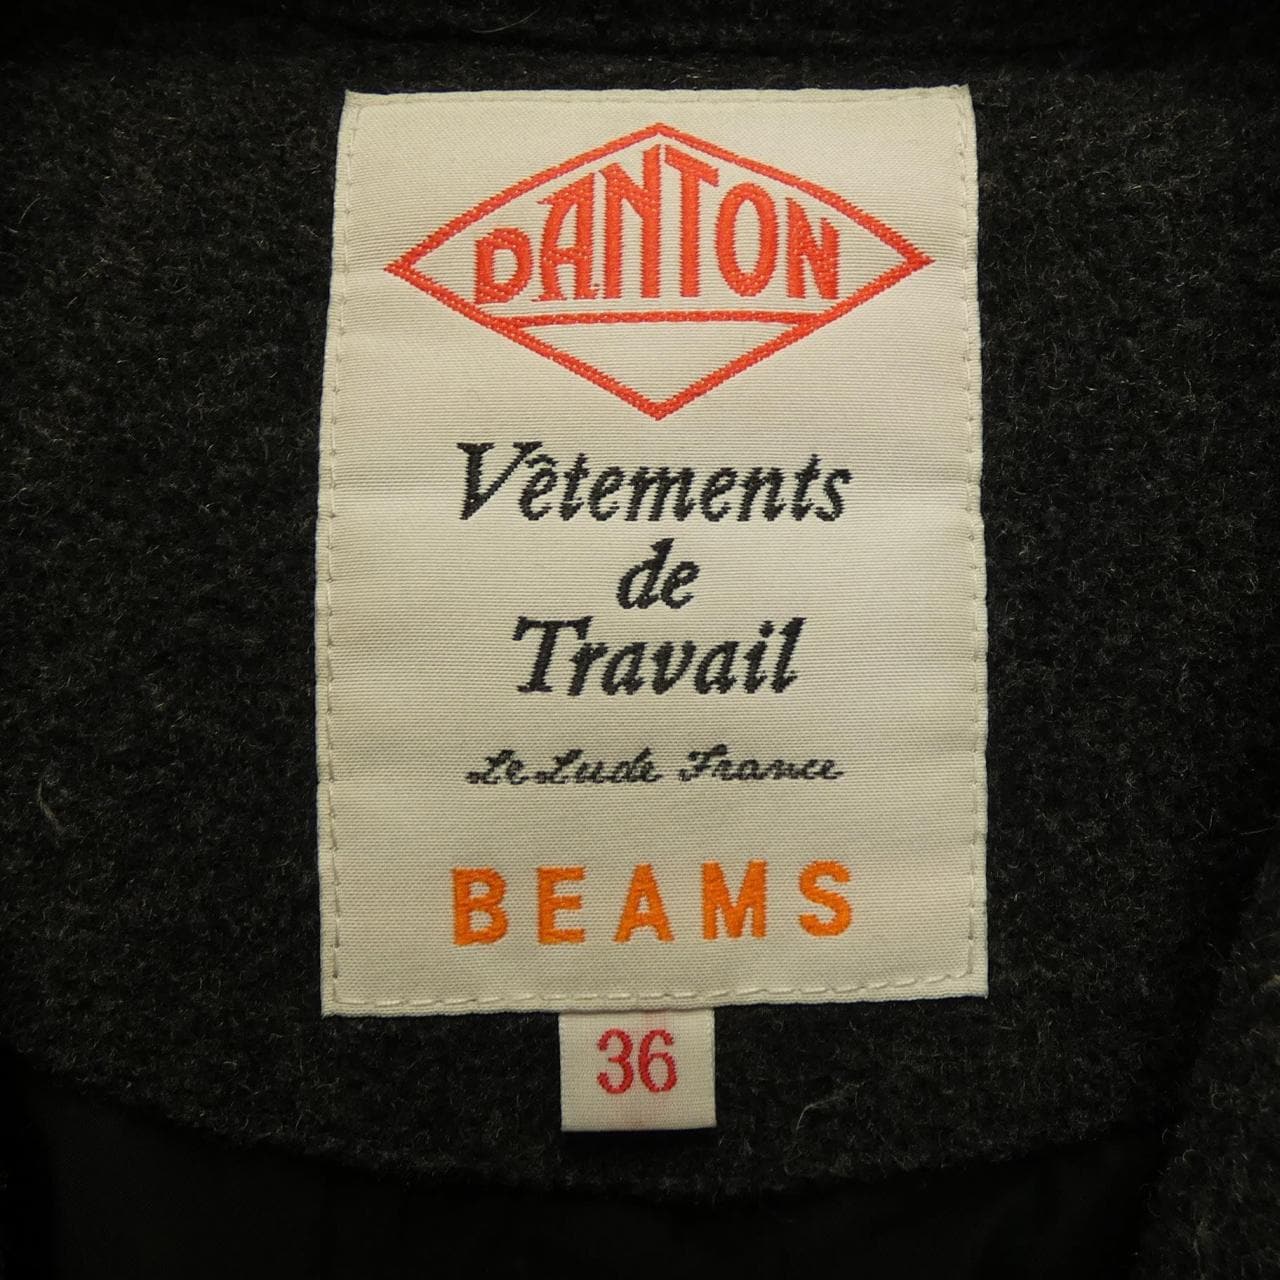 DANTON
Vêtements
de
Travail
Le Lude France
BEAMS
36